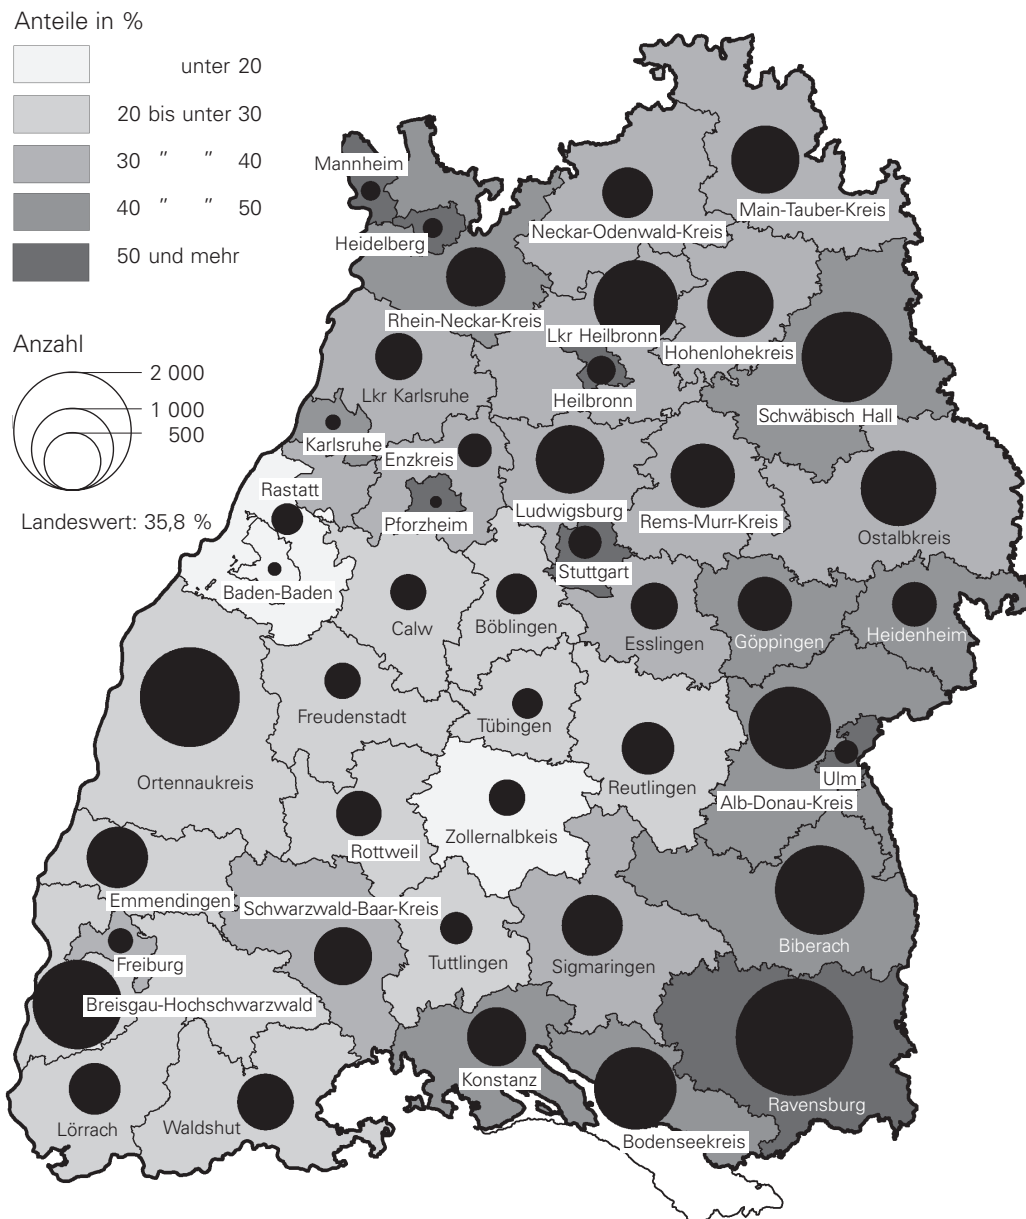 Anteile in %
unter 20
20 bis unter 30
30 " " 40
40 " " 50
50 und mehr
Anzahl
2 000
1 000
500
Landeswert: 35,8 %
Mannheim
Heidelberg
Main-Tauber-Kreis
Neckar-Odenwald-Kreis
Rhein-Neckar-Kreis
Lkr Heilbronn
Hohenlohekreis
Lkr Karlsruhe
Heilbronn
Schwäbisch Hall
Karlsruhe
Enzkreis
Rastatt
Pforzheim
Ludwigsburg
Rems-Murr-Kreis
Ostalbkreis
Stuttgart
Baden-Baden
Calw
Böblingen
Esslingen
Göppingen
Heidenheim
Freudenstadt
Tübingen
Ortennaukreis
Reutlingen
Ulm
Alb-Donau-Kreis
Zollernalbkeis
Rottweil
Emmendingen
Schwarzwald-Baar-Kreis
Biberach
Freiburg
Tuttlingen
Sigmaringen
Breisgau-Hochschwarzwald
Konstanz
Ravensburg
Lörrach
Waldshut
Bodenseekreis